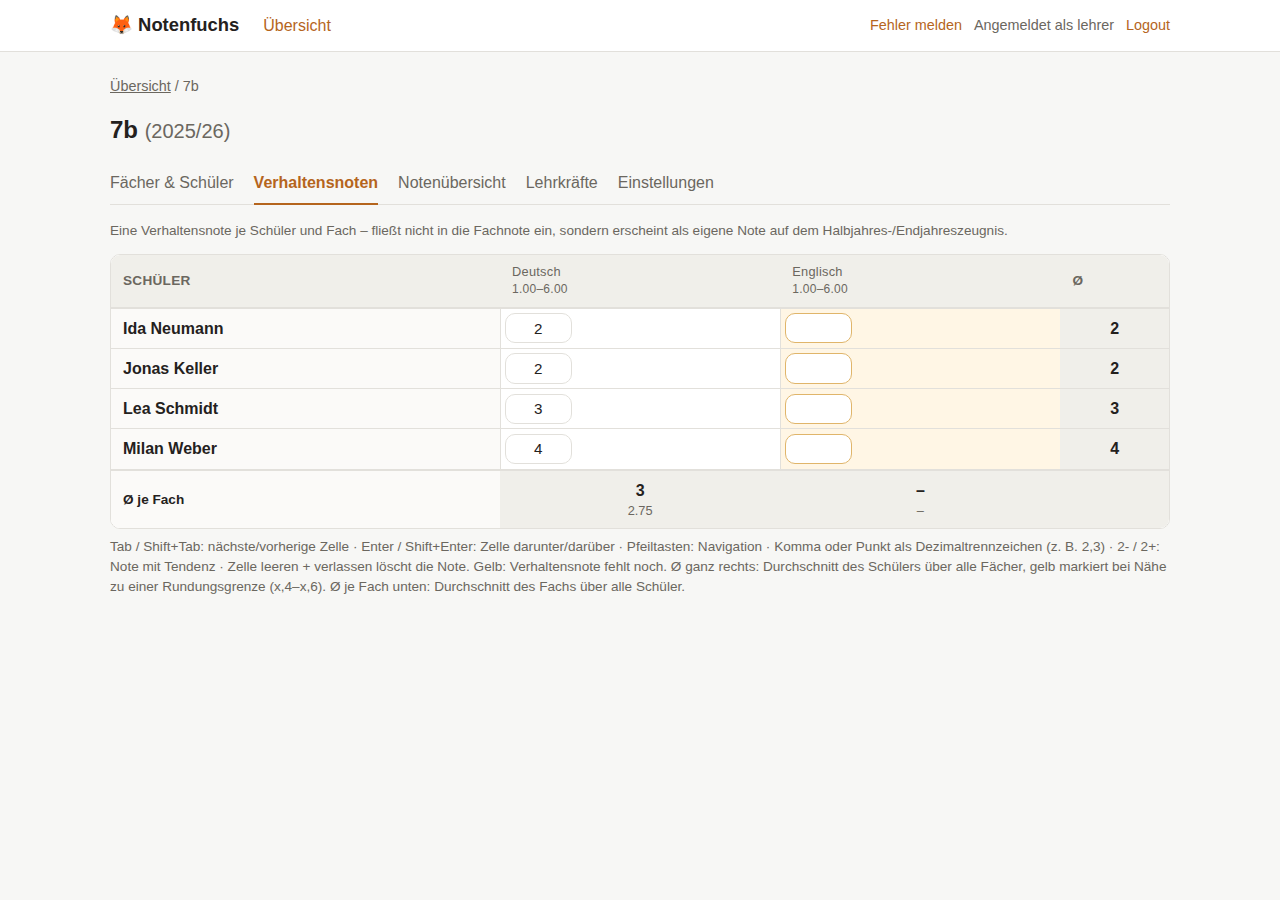 🦊 Notenfuchs Übersicht Fehler melden Angemeldet als lehrer Logout
Übersicht / 7b
7b (2025/26)
Fächer & Schüler Verhaltensnoten Notenübersicht Lehrkräfte Einstellungen
Eine Verhaltensnote je Schüler und Fach – fließt nicht in die Fachnote ein, sondern erscheint als eigene Note auf dem Halbjahres-/Endjahreszeugnis.
SCHÜLER Deutsch Englisch Ø
1.00–6.00 1.00–6.00
Ida Neumann 2 2
Jonas Keller 2 2
Lea Schmidt 3 3
Milan Weber 4 4
Ø je Fach 3 –
2.75 –
Tab / Shift+Tab: nächste/vorherige Zelle · Enter / Shift+Enter: Zelle darunter/darüber · Pfeiltasten: Navigation · Komma oder Punkt als Dezimaltrennzeichen (z. B. 2,3) · 2- / 2+:
Note mit Tendenz · Zelle leeren + verlassen löscht die Note. Gelb: Verhaltensnote fehlt noch. Ø ganz rechts: Durchschnitt des Schülers über alle Fächer, gelb markiert bei Nähe
zu einer Rundungsgrenze (x,4–x,6). Ø je Fach unten: Durchschnitt des Fachs über alle Schüler.